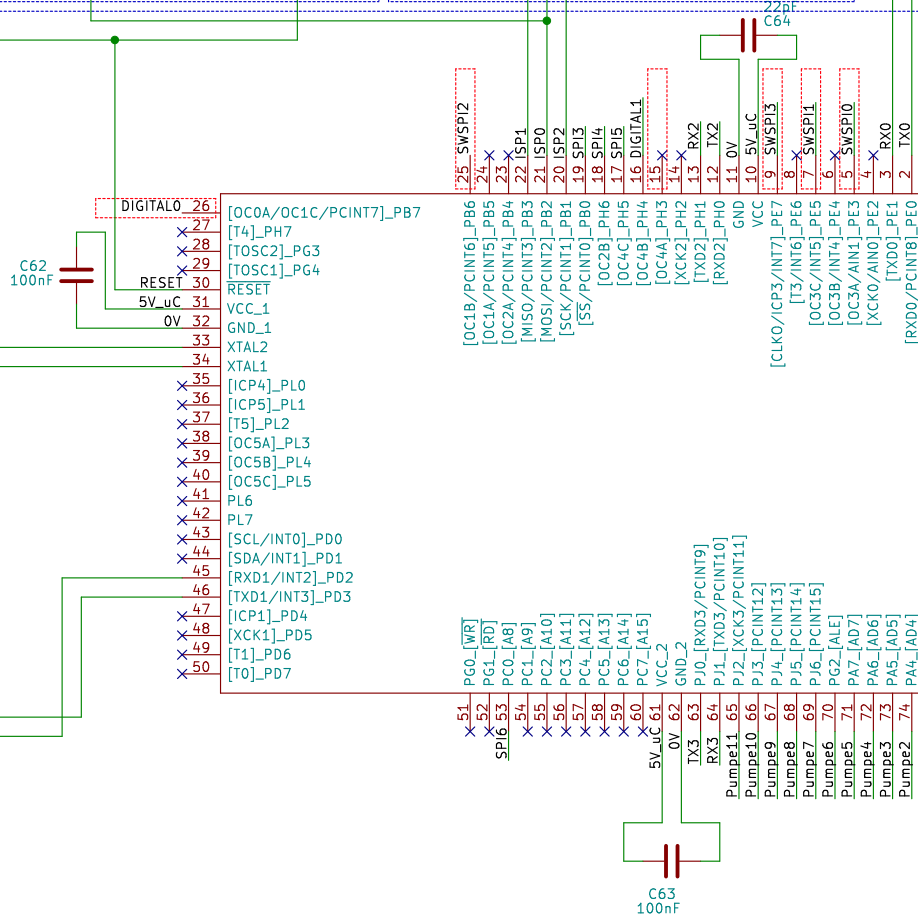 22pF
C64
SWSPI2
ISP1
ISP0
ISP2
SPI3
SPI4
SPI5
DIGITAL1
RX2
TX2
0V
5V_uC
SWSPI3
SWSPI1
SWSPI0
RX0
TX0
25
24
23
22
21
20
19
18
17
16
15
14
13
12
11
10
9
8
7
6
5
4
3
2
[OC1B/PCINT6]_PB6
[OC1A/PCINT5]_PB5
[OC2A/PCINT4]_PB4
[MISO/PCINT3]_PB3
[MOSI/PCINT2]_PB2
[SCK/PCINT1]_PB1
[SS/PCINT0]_PB0
[OC2B]_PH6
[OC4C]_PH5
[OC4B]_PH4
[OC4A]_PH3
[XCK2]_PH2
[TXD2]_PH1
[RXD2]_PH0
GND
VCC
[CLKO/ICP3/INT7]_PE7
[T3/INT6]_PE6
[OC3C/INT5]_PE5
[OC3B/INT4]_PE4
[OC3A/AIN1]_PE3
[XCK0/AIN0]_PE2
[TXD0]_PE1
[RXD0/PCINT8]_PE0
DIGITAL0 26 [OC0A/OC1C/PCINT7]_PB7
27 [T4]_PH7
28 [TOSC2]_PG3
29 [TOSC1]_PG4
RESET 30 RESET
5V_uC 31 VCC_1
0V 32 GND_1
33 XTAL2
34 XTAL1
35 [ICP4]_PL0
36 [ICP5]_PL1
37 [T5]_PL2
38 [OC5A]_PL3
39 [OC5B]_PL4
40 [OC5C]_PL5
41 PL6
42 PL7
43 [SCL/INT0]_PD0
44 [SDA/INT1]_PD1
45 [RXD1/INT2]_PD2
46 [TXD1/INT3]_PD3
47 [ICP1]_PD4
48 [XCK1]_PD5
49 [T1]_PD6
50 [T0]_PD7
C62
100nF
PG0_[WR]
PG1_[RD]
PC0_[A8]
PC1_[A9]
PC2_[A10]
PC3_[A11]
PC4_[A12]
PC5_[A13]
PC6_[A14]
PC7_[A15]
VCC_2
GND_2
PJ0_[RXD3/PCINT9]
PJ1_[TXD3/PCINT10]
PJ2_[XCK3/PCINT11]
PJ3_[PCINT12]
PJ4_[PCINT13]
PJ5_[PCINT14]
PJ6_[PCINT15]
PG2_[ALE]
PA7_[AD7]
PA6_[AD6]
PA5_[AD5]
PA4_[AD4]
51
52
53
54
55
56
57
58
59
60
61
62
63
64
65
66
67
68
69
70
71
72
73
74
SPI6
5V_uC
0V
TX3
RX3
Pumpe11
Pumpe10
Pumpe9
Pumpe8
Pumpe7
Pumpe6
Pumpe5
Pumpe4
Pumpe3
Pumpe2
C63
100nF